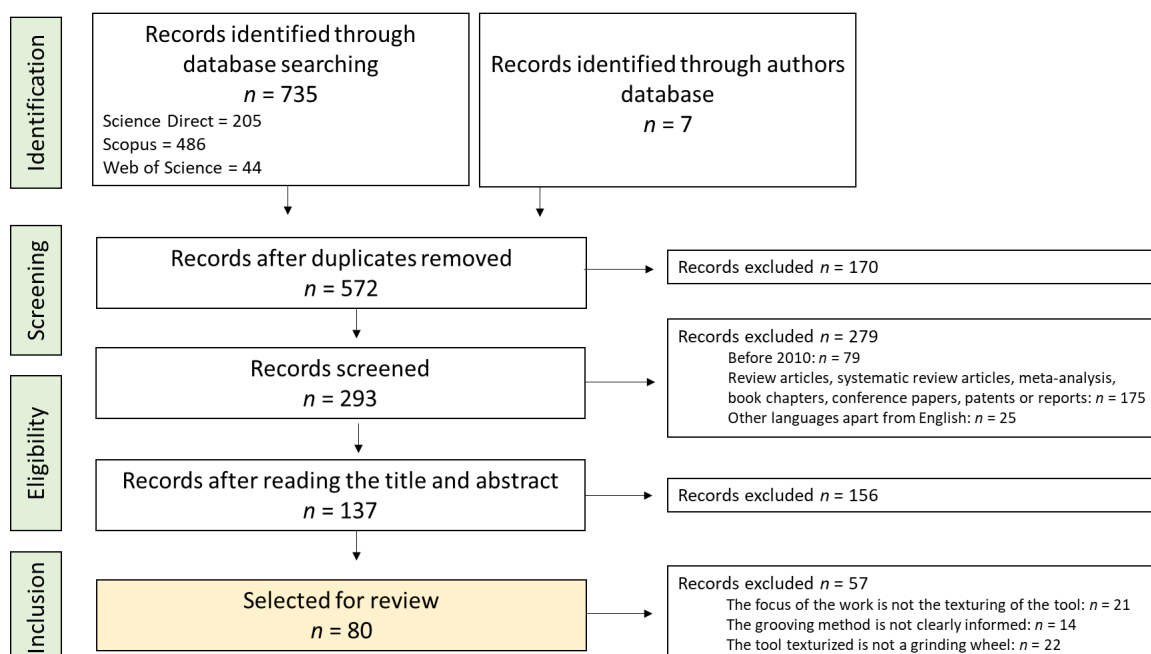 Identification
Records identified through
database searching
n = 735
Science Direct = 205
Scopus = 486
Web of Science = 44
Records identified through authors
database
n = 7
Screening
Records after duplicates removed
n = 572
Records excluded n = 170
Records screened
n = 293
Records excluded n = 279
Before 2010: n = 79
Review articles, systematic review articles, meta-analysis,
book chapters, conference papers, patents or reports: n = 175
Other languages apart from English: n = 25
Eligibility
Records after reading the title and abstract
n = 137
Records excluded n = 156
Inclusion
Selected for review
n = 80
Records excluded n = 57
The focus of the work is not the texturing of the tool: n = 21
The grooving method is not clearly informed: n = 14
The tool texturized is not a grinding wheel: n = 22